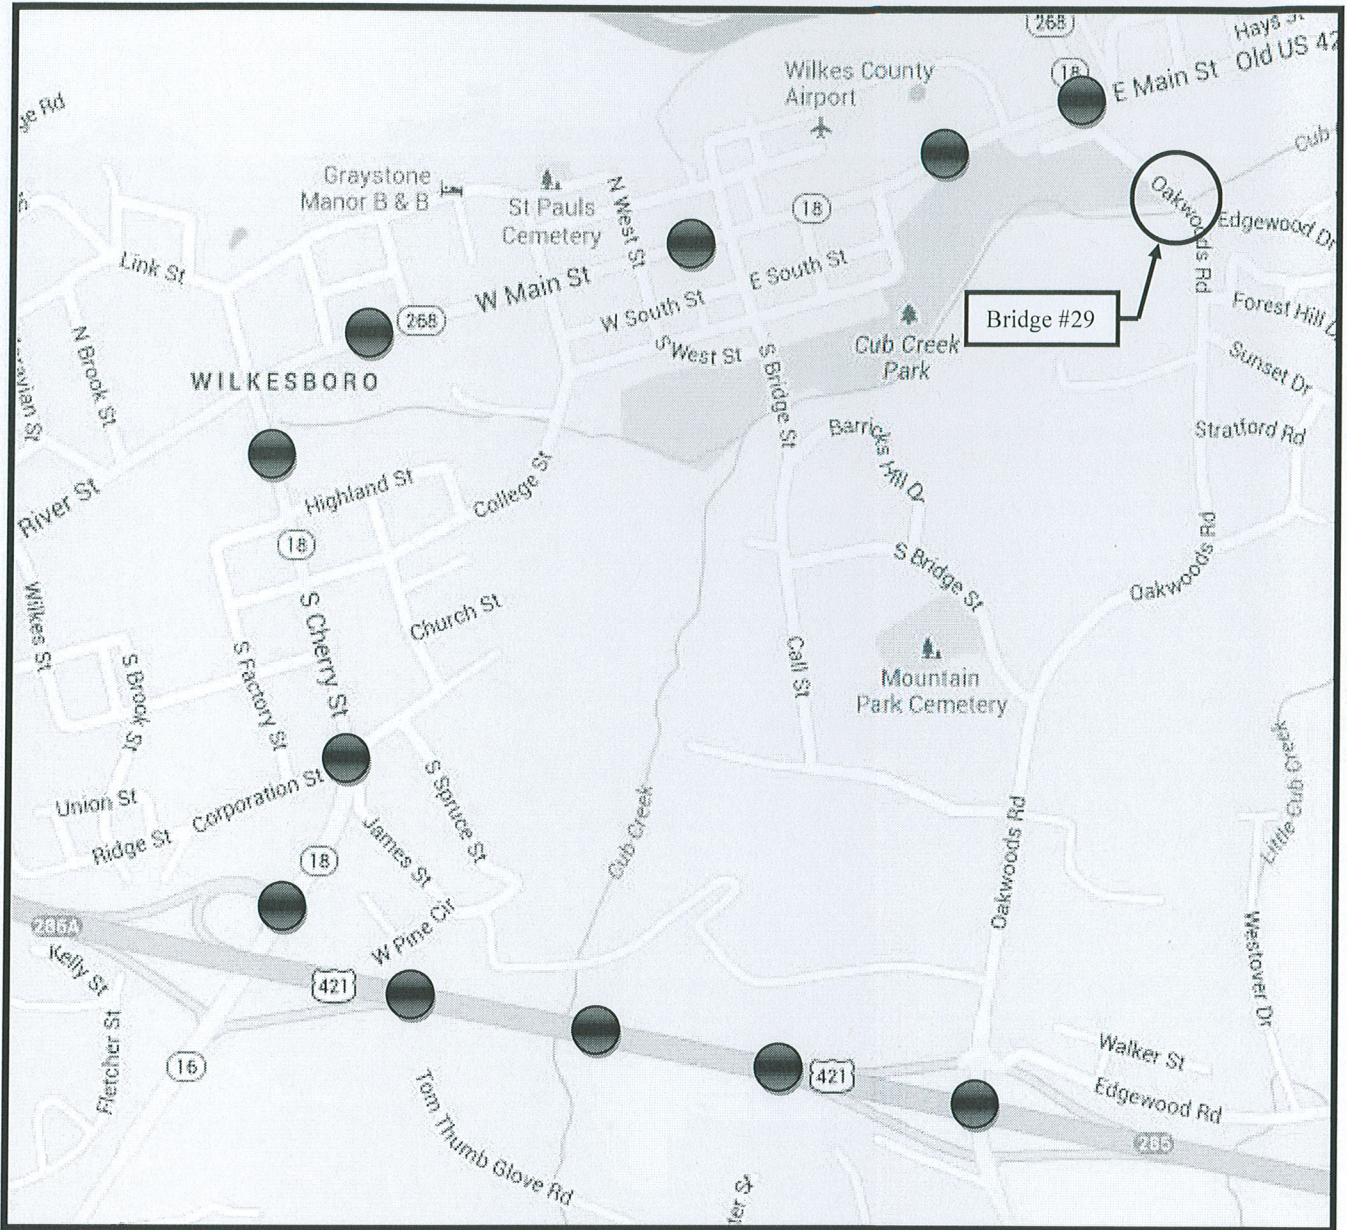 268
Hays St
Old US 42
18
E Main St
Wilkes County
Airport
ge Rd
Cub
Graystone
Manor B & B
St Pauls
Cemetery
N West St
18
Oakwoods Rd
Edgewood Dr
Link St
W Main St
E South St
W South St
268
Bridge #29
Forest Hill D
N Brook St
S West St
Cub Creek
Park
Sunset Dr
WILKESBORO
S Bridge St
avian St
Barricks Hill Dr
Stratford Rd
River St
Highland St
College St
18
S Bridge St
Oakwoods Rd
Wilkes St
S Cherry St
Church St
S Brook St
S Factory St
Call St
Mountain
Park Cemetery
Little Cub Creek
Union St
Corporation St
S Spruce St
Cub Creek
Ridge St
James St
18
Oakwoods Rd
286A
W Pine Cir
Westover Dr
Kelly St
421
Fletcher St
16
421
Walker St
Edgewood Rd
Tom Thumb Glove Rd
285
ter St